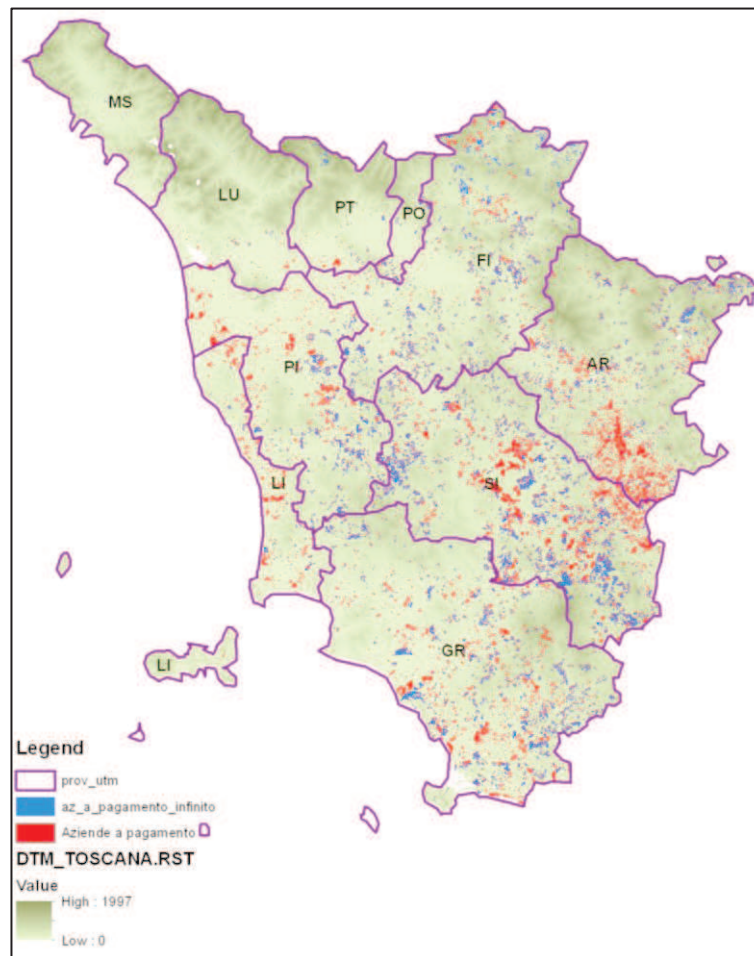 MS
LU
PT
PO
FI
AR
PI
LI
SI
GR
LI
Legend
prov_utm
az_a_pagamento_infinito
Aziende a pagamento
DTM_TOSCANA.RST
Value
High : 1997
Low : 0